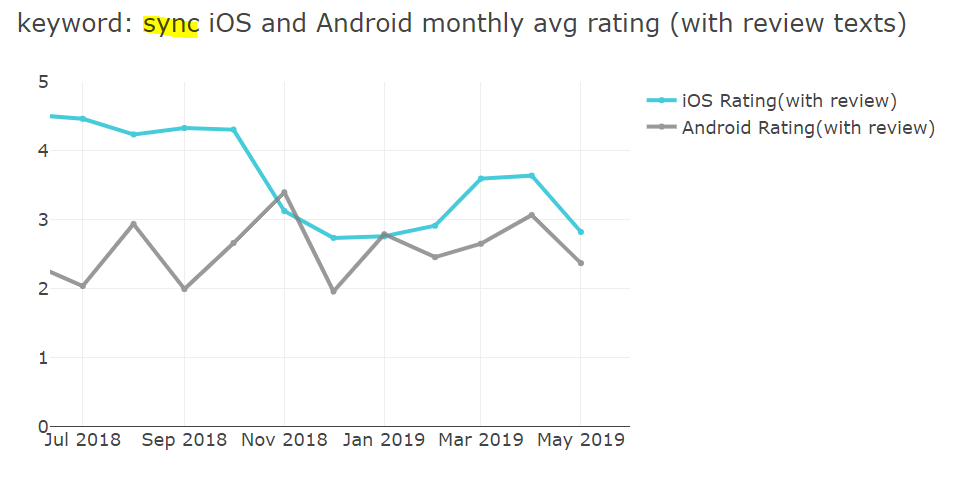 keyword: sync iOS and Android monthly avg rating (with review texts)
5
iOS Rating(with review)
Android Rating(with review)
4
3
2
1
0
Jul 2018 Sep 2018 Nov 2018 Jan 2019 Mar 2019 May 2019